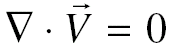 ∇ · V⃗ = 0